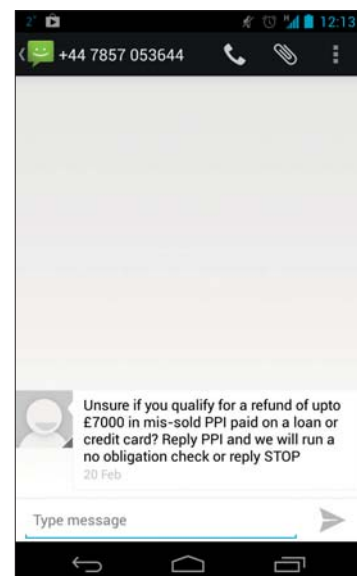 2° 12:13
+44 7857 053644
Unsure if you qualify for a refund of upto
£7000 in mis-sold PPI paid on a loan or
credit card? Reply PPI and we will run a
no obligation check or reply STOP
20 Feb
Type message